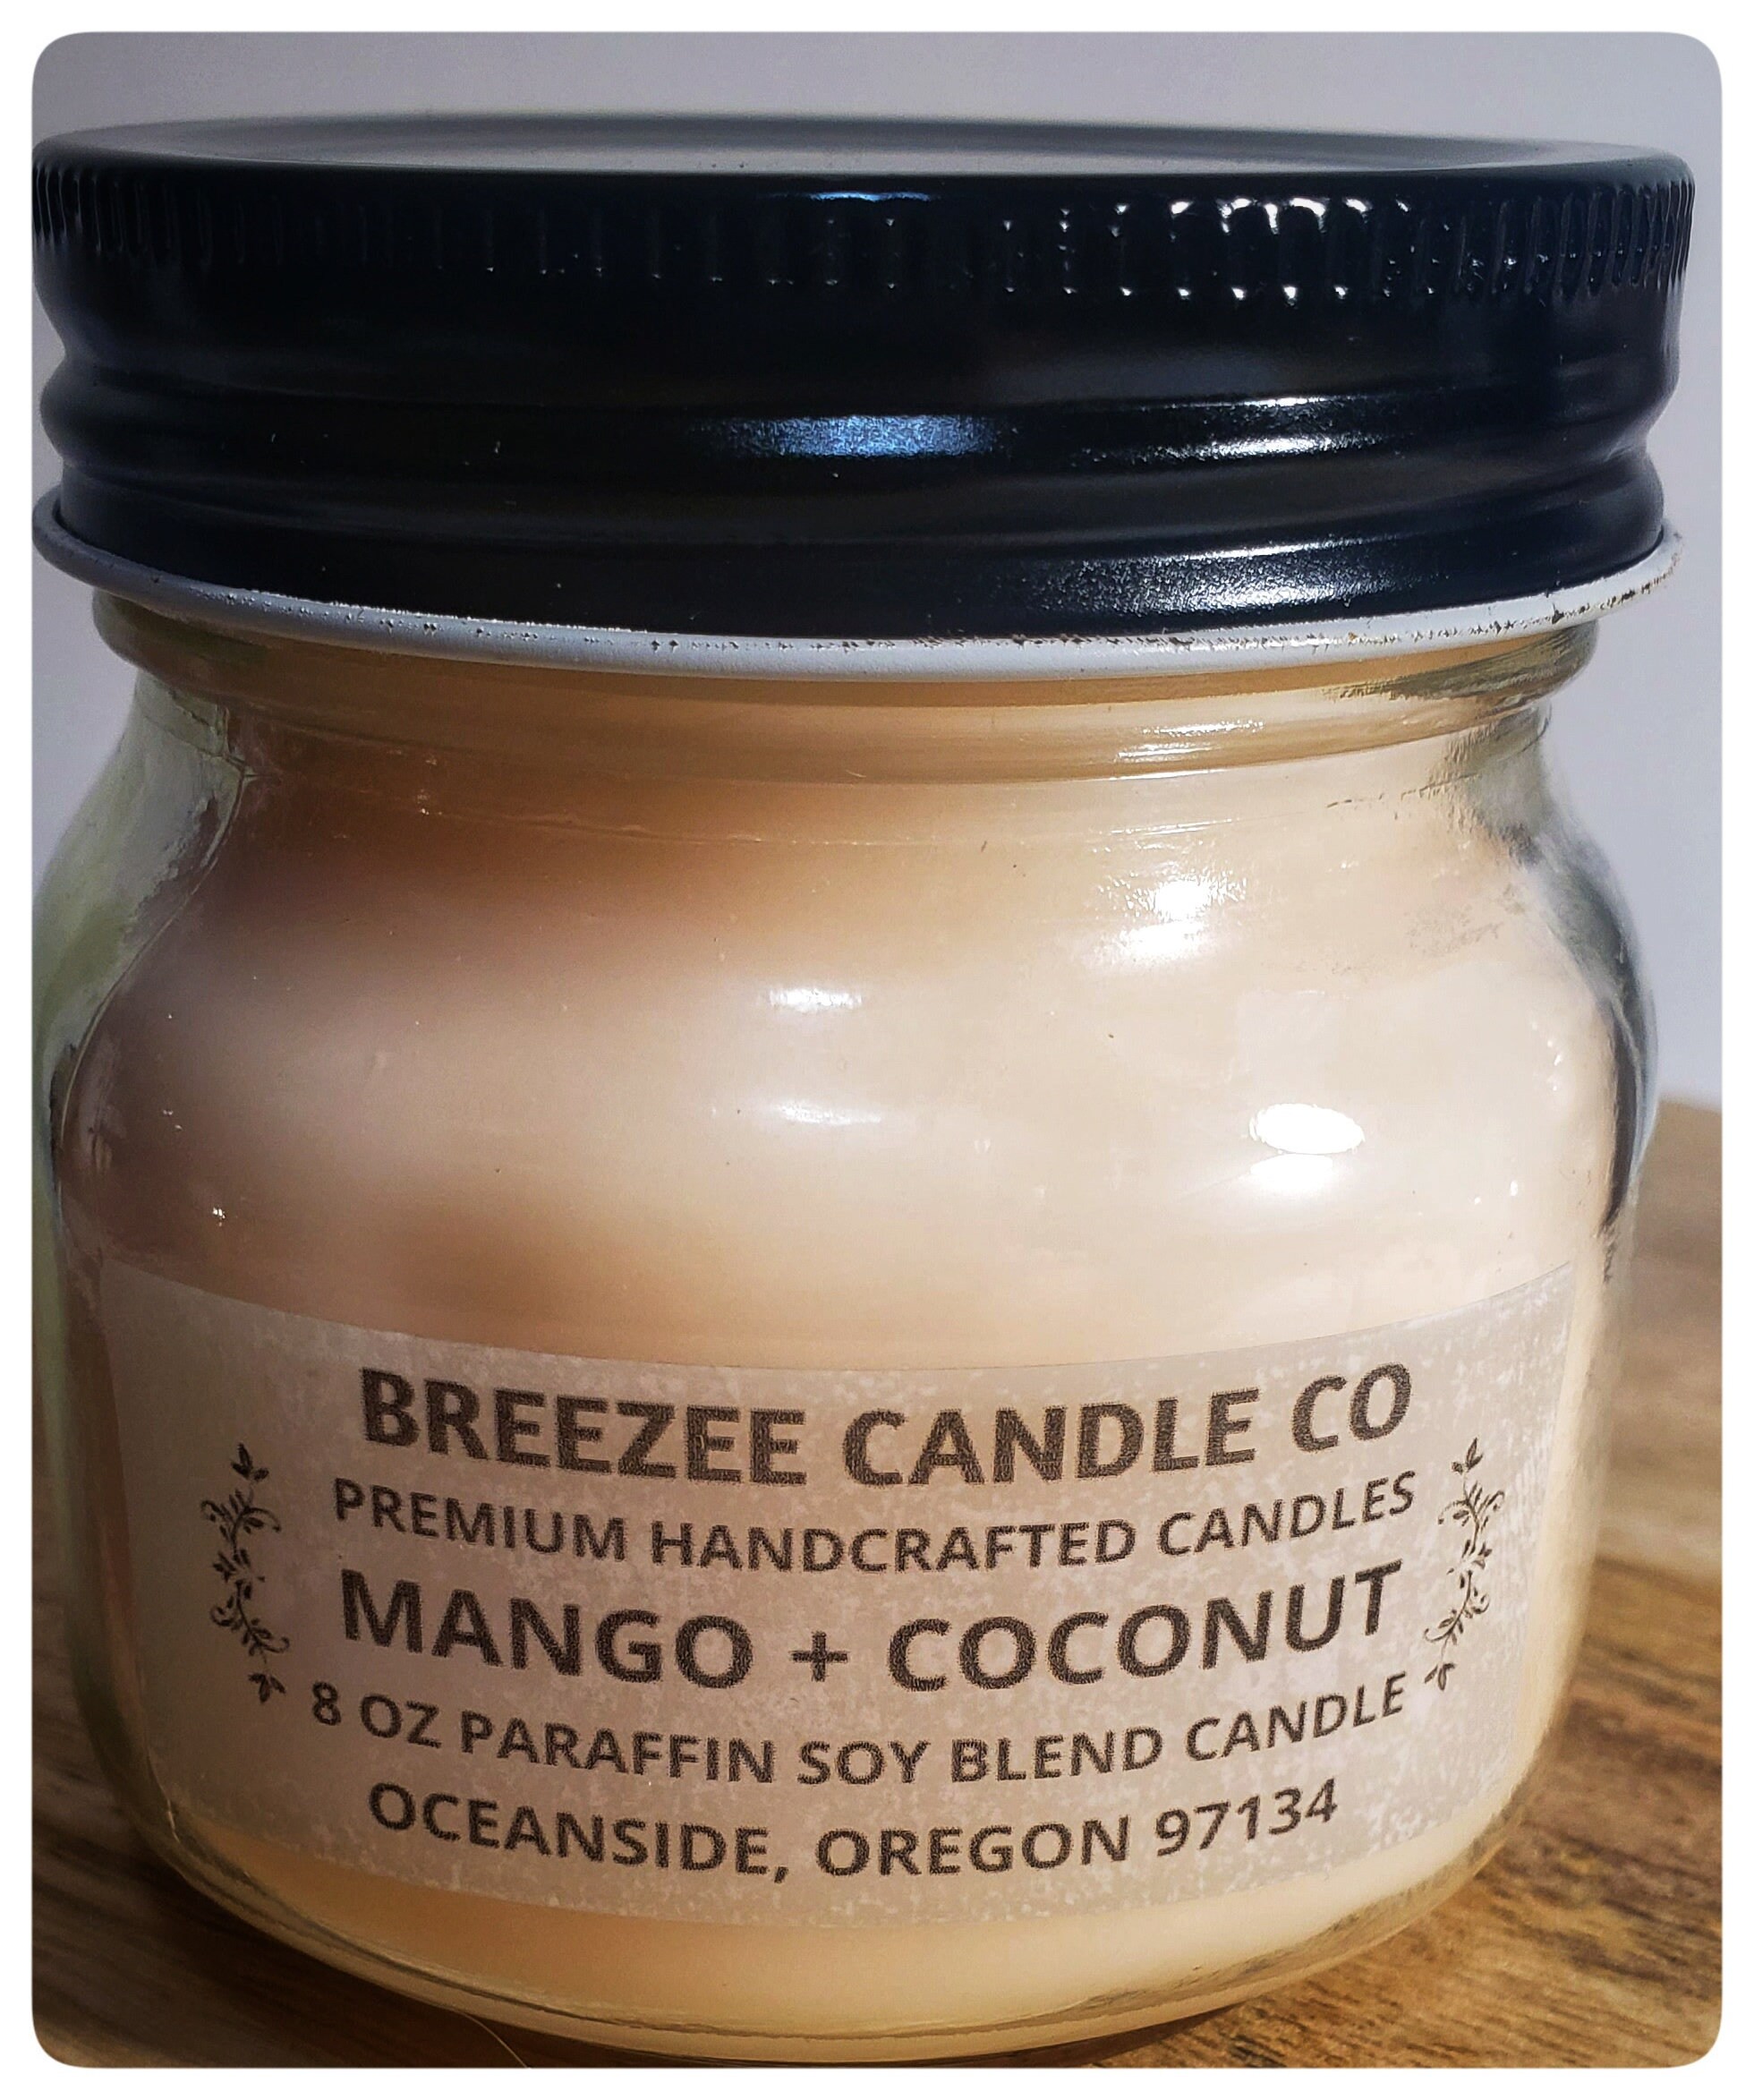 BREEZEE CANDLE CO
PREMIUM HANDCRAFTED CANDLES
MANGO + COCONUT
8 OZ PARAFFIN SOY BLEND CANDLE
OCEANSIDE, OREGON 97134